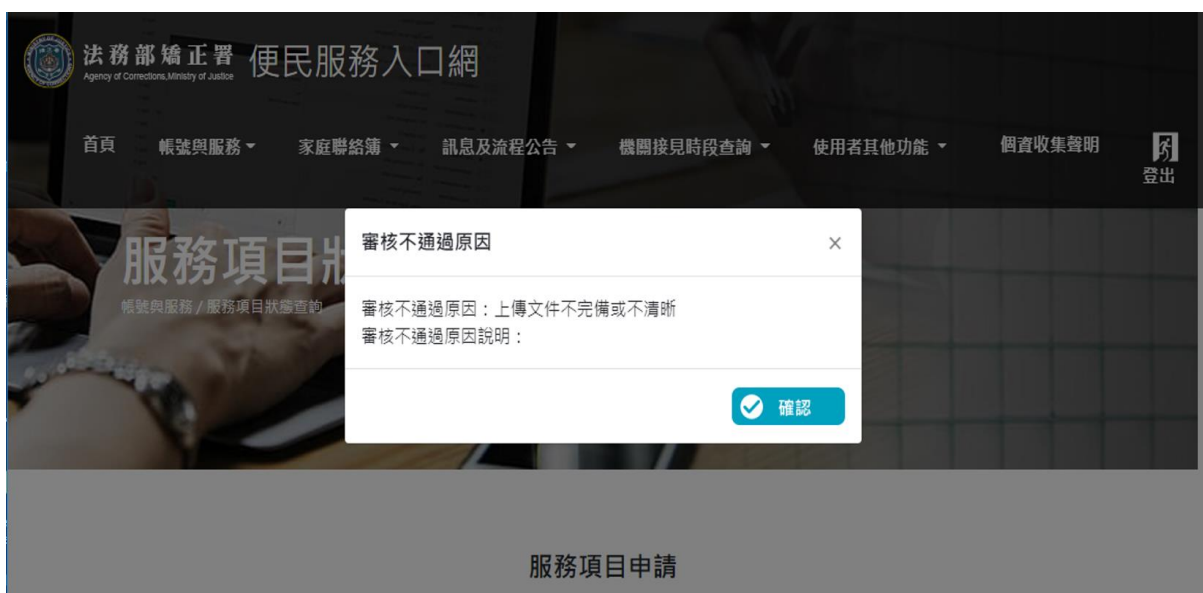 法務部矯正署 便民服務入口網
Agency of Corrections,Ministry of Justice
首頁 帳號與服務 家庭聯絡簿 訊息及流程公告 機關接見時段查詢 使用者其他功能 個資收集聲明
登出
服務項目狀
帳號與服務 / 服務項目狀態查詢
審核不通過原因 ×
審核不通過原因：上傳文件不完備或不清晰
審核不通過原因說明：
確認
服務項目申請